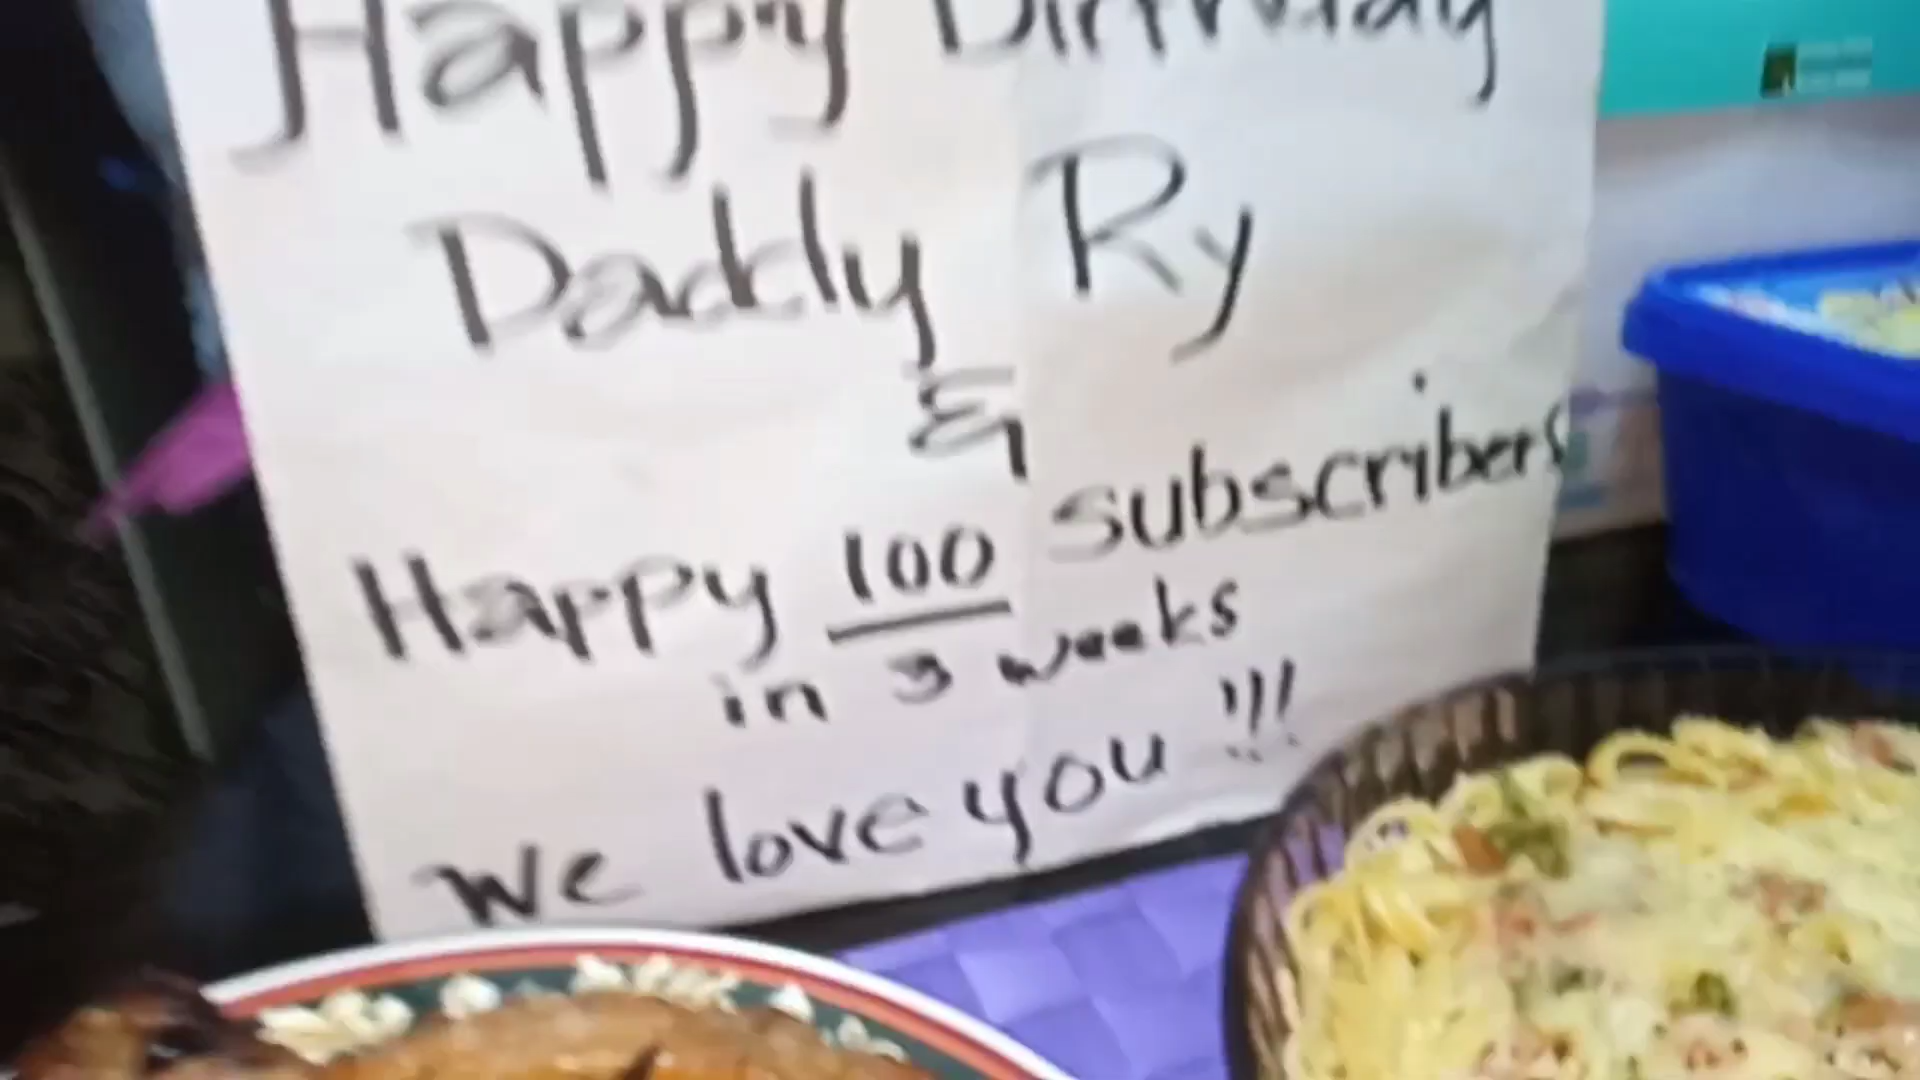 Happy Birthday
Daddy Ry
&
Happy 100 subscribers
in 3 weeks
We love you !!!